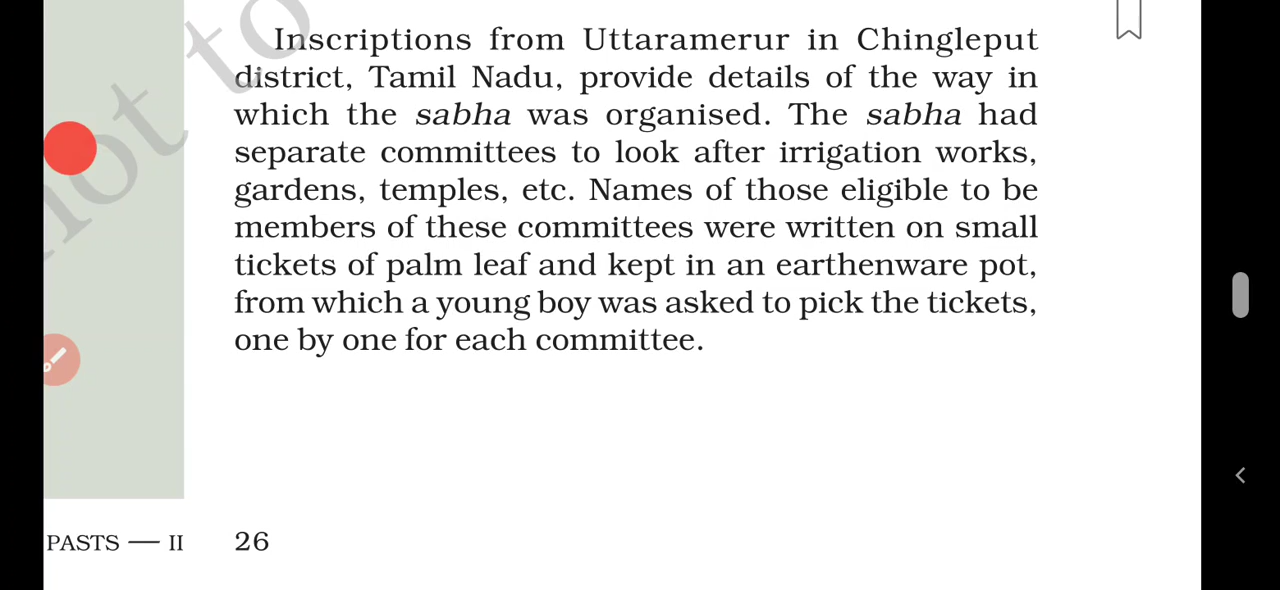 Inscriptions from Uttaramerur in Chingleput
district, Tamil Nadu, provide details of the way in
which the sabha was organised. The sabha had
separate committees to look after irrigation works,
gardens, temples, etc. Names of those eligible to be
members of these committees were written on small
tickets of palm leaf and kept in an earthenware pot,
from which a young boy was asked to pick the tickets,
one by one for each committee.
PASTS — II 26
not to